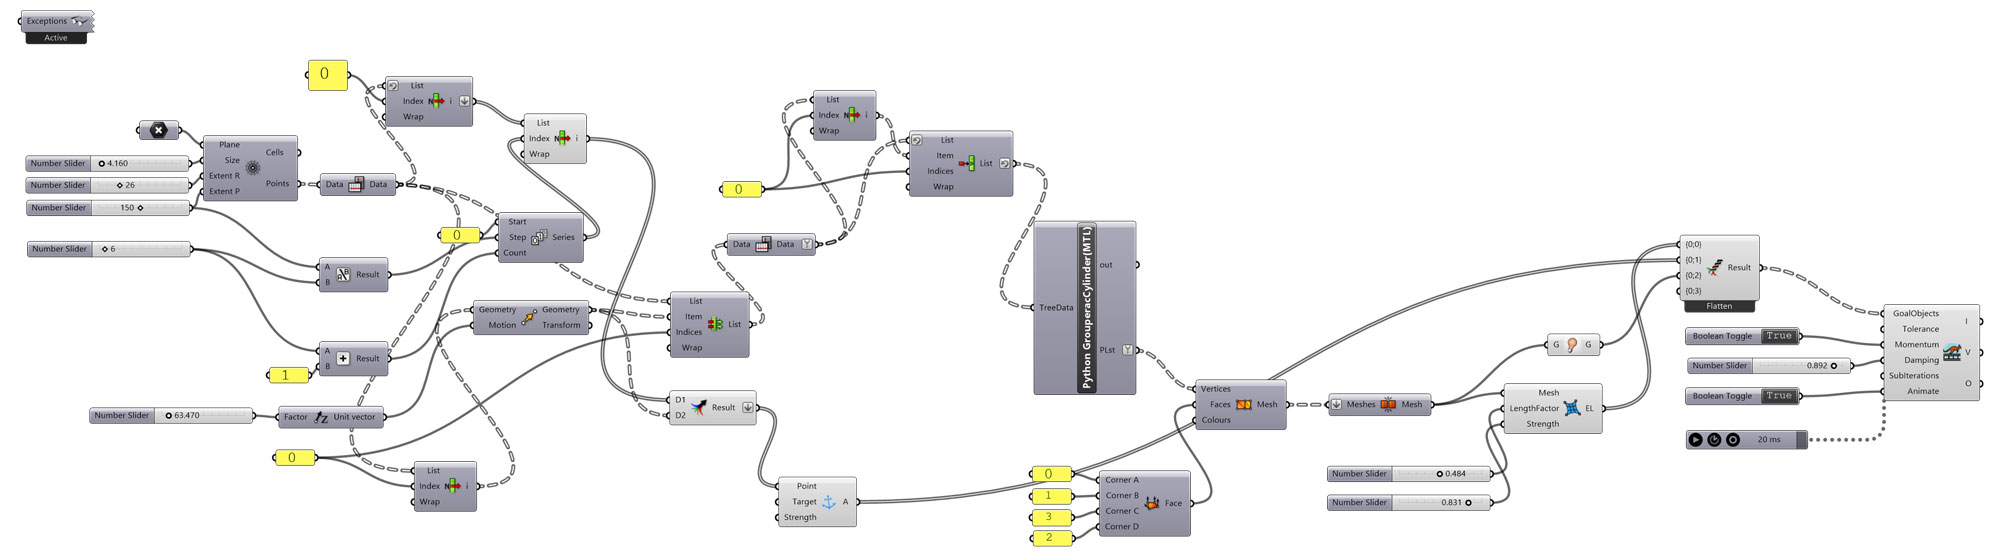 Exceptions
Active
0
List
Index N i
Wrap
List
Index N i
Wrap
Plane
Size
Extent R
Extent P
Cells
Points
Number Slider 4.160
Number Slider 26
Number Slider 150
Number Slider 6
Data Data
0
Start
Step
Count
Series
A
B
Result
Geometry
Motion
Geometry
Transform
A
B
Result
1
Number Slider 63.470
Factor Z Unit vector
0
List
Index N i
Wrap
List
Item
Indices
Wrap
List
D1
D2
Result
Point
Target
Strength
A
0
Data Data
List
Index N i
Wrap
List
Item
Indices
Wrap
List
TreeData
Python GrouperacCylinder(MTL)
out
PLst
0
1
3
2
Corner A
Corner B
Corner C
Corner D
Face
Vertices
Faces
Colours
Mesh
Meshes Mesh
G G
Mesh
LengthFactor
Strength
EL
Number Slider 0.484
Number Slider 0.831
{0;0}
{0;1}
{0;2}
{0;3}
Result
Flatten
Boolean Toggle True
Number Slider 0.892
Boolean Toggle True
20 ms
GoalObjects
Tolerance
Momentum
Damping
SubIterations
Animate
I
V
O